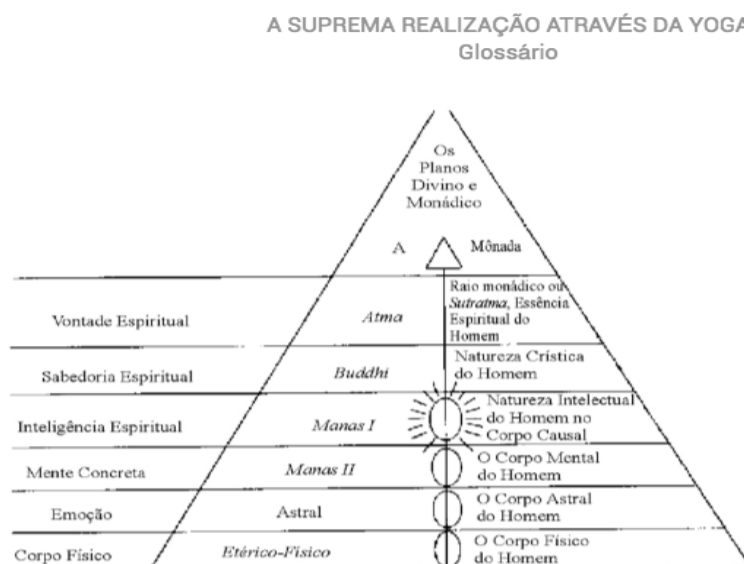 A SUPREMA REALIZAÇÃO ATRAVÉS DA YOGA
Glossário
Os
Planos
Divino e
Monádico
A
Mônada
Vontade Espiritual
Atma
Raio monádico ou
Sutratma, Essência
Espiritual do
Homem
Sabedoria Espiritual
Buddhi
Natureza Crística
do Homem
Inteligência Espiritual
Manas I
Natureza Intelectual
do Homem no
Corpo Causal
Mente Concreta
Manas II
O Corpo Mental
do Homem
Emoção
Astral
O Corpo Astral
do Homem
Corpo Físico
Etérico-Físico
O Corpo Físico
do Homem